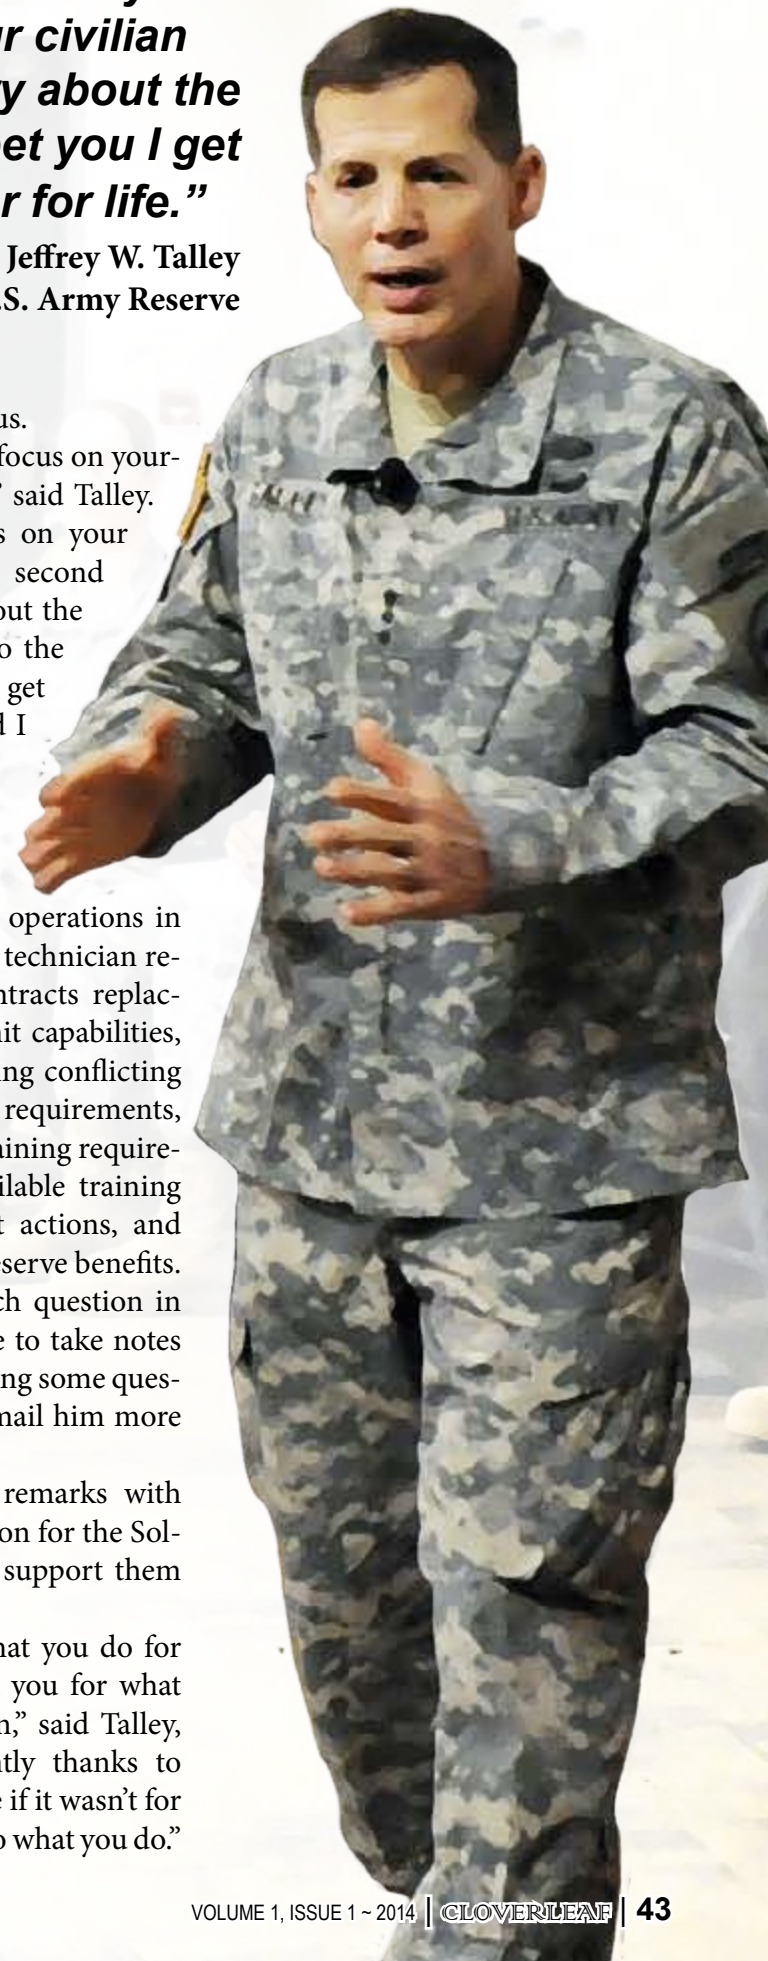 r civilian
y about the
et you I get
r for life.”
Jeffrey W. Talley
.S. Army Reserve
us.
focus on your-
” said Talley.
s on your
second
out the
o the
get
d I
operations in
technician re-
ntracts replac-
it capabilities,
ing conflicting
requirements,
aining require-
ilable training
t actions, and
eserve benefits.
ch question in
e to take notes
ng some ques-
mail him more
remarks with
on for the Sol-
support them
hat you do for
you for what
n,” said Talley,
ntly thanks to
e if it wasn’t for
o what you do.”
U.S. ARMY
VOLUME 1, ISSUE 1 ~ 2014 | CLOVERLEAF | 43